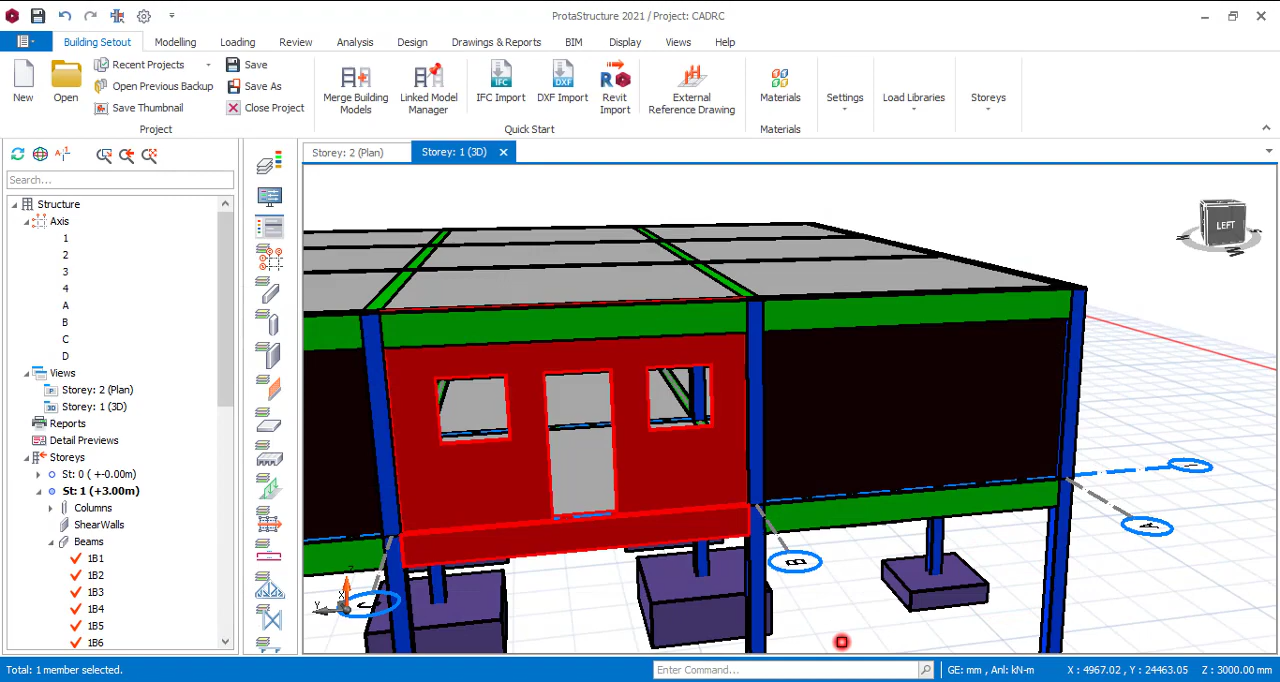 ProtaStructure 2021 / Project: CADRC
Building Setout Modelling Loading Review Analysis Design Drawings & Reports BIM Display Views Help
New
Open
Recent Projects
Open Previous Backup
Save Thumbnail
Save
Save As
Close Project
Project
Merge Building Models
Linked Model Manager
IFC Import
DXF Import
Revit Import
External Reference Drawing
Quick Start
Materials
Materials
Settings
Load Libraries
Storeys
Search...
Structure
Axis
1
2
3
4
A
B
C
D
Views
Storey: 2 (Plan)
Storey: 1 (3D)
Reports
Detail Previews
Storeys
St: 0 ( +-0.00m)
St: 1 (+3.00m)
Columns
ShearWalls
Beams
1B1
1B2
1B3
1B4
1B5
1B6
Storey: 2 (Plan) Storey: 1 (3D)
LEFT
B
A
Total: 1 member selected.
Enter Command...
GE: mm , Anl: kN-m
X : 4967.02 , Y : 24463.05
Z : 3000.00 mm